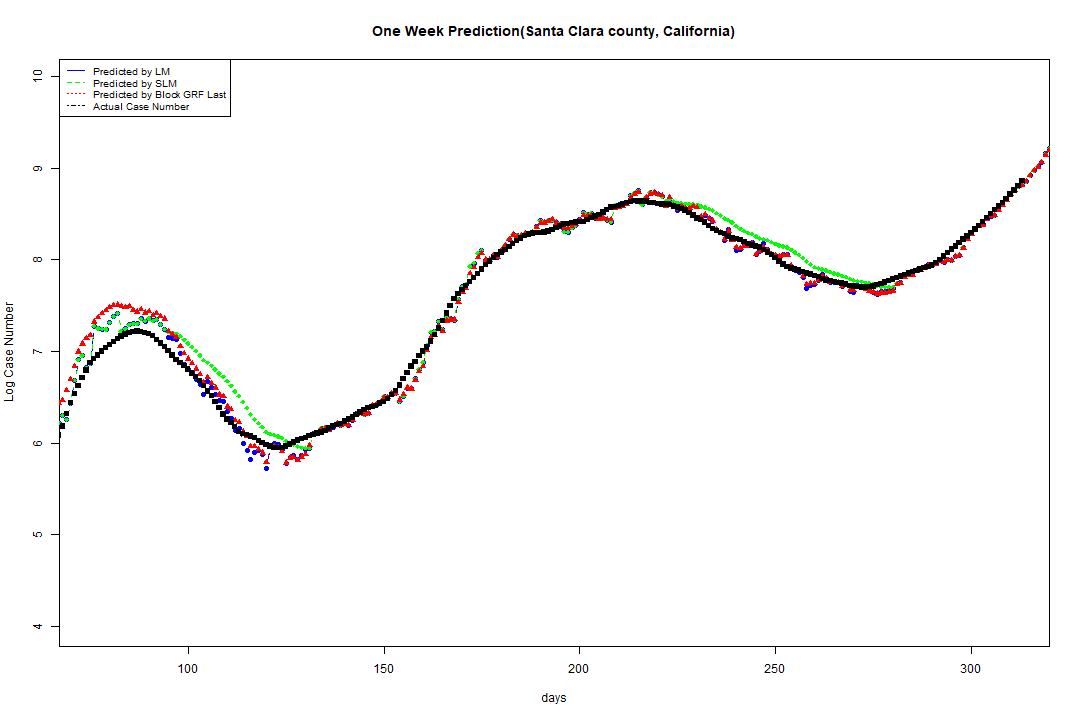 One Week Prediction(Santa Clara county, California)
Predicted by LM
Predicted by SLM
Predicted by Block GRF Last
Actual Case Number
10
9
8
7
6
5
4
Log Case Number
100 150 200 250 300
days